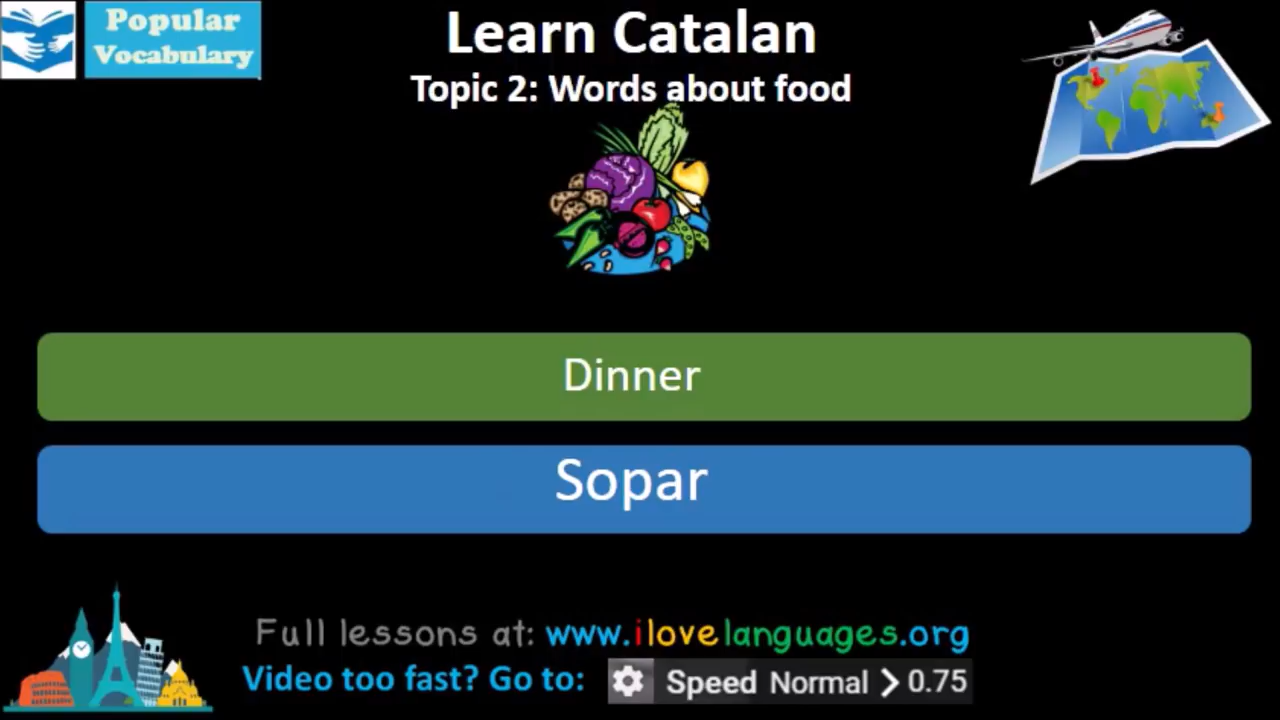 Popular
Vocabulary
Learn Catalan
Topic 2: Words about food
Dinner
Sopar
Full lessons at: www.ilovelanguages.org
Video too fast? Go to: Speed Normal > 0.75